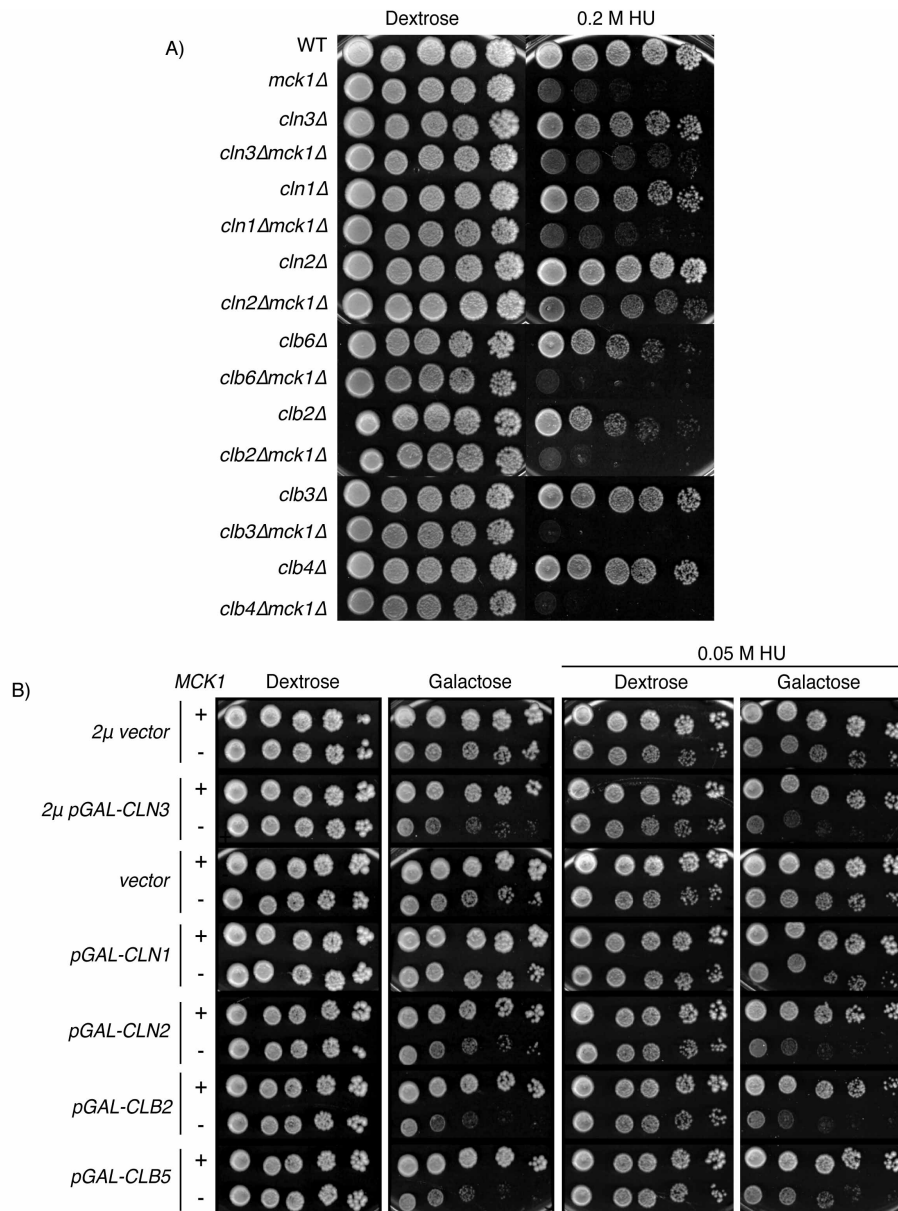 Dextrose 0.2 M HU
A)
WT
mck1Δ
cln3Δ
cln3Δmck1Δ
cln1Δ
cln1Δmck1Δ
cln2Δ
cln2Δmck1Δ
clb6Δ
clb6Δmck1Δ
clb2Δ
clb2Δmck1Δ
clb3Δ
clb3Δmck1Δ
clb4Δ
clb4Δmck1Δ
0.05 M HU
B) MCK1 Dextrose Galactose Dextrose Galactose
2μ vector + -
2μ pGAL-CLN3 + -
vector + -
pGAL-CLN1 + -
pGAL-CLN2 + -
pGAL-CLB2 + -
pGAL-CLB5 + -